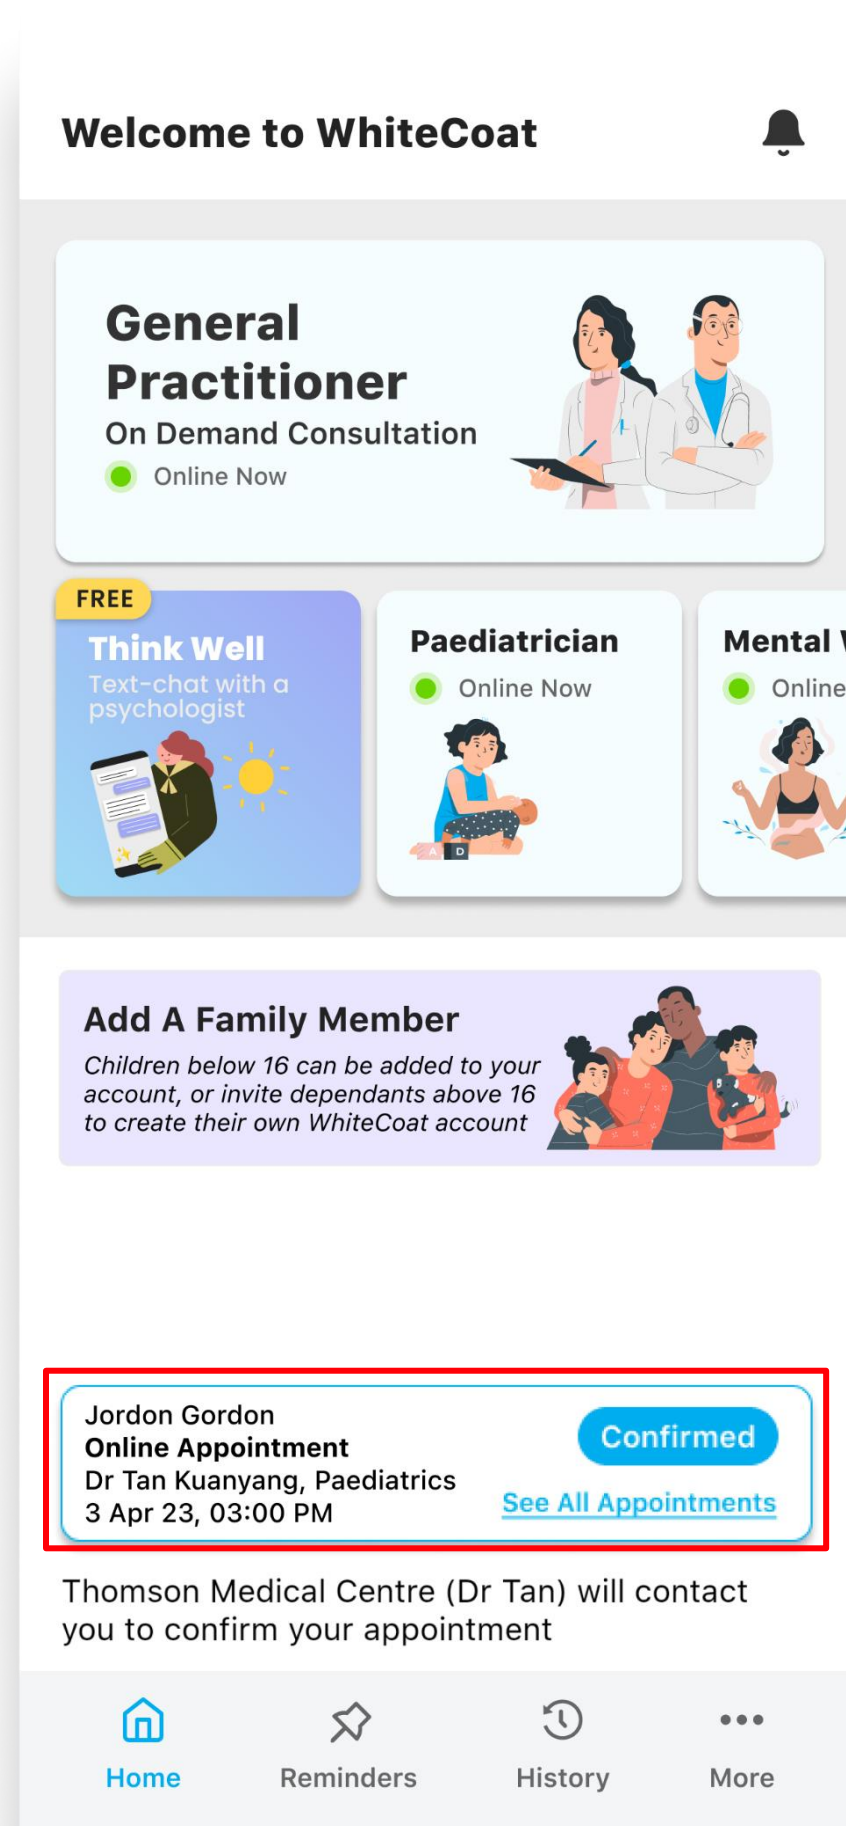 Welcome to WhiteCoat
General
Practitioner
On Demand Consultation
Online Now
FREE
Think Well
Text-chat with a
psychologist
Paediatrician
Online Now
Mental
Online
A D
Add A Family Member
Children below 16 can be added to your
account, or invite dependants above 16
to create their own WhiteCoat account
Jordon Gordon
Online Appointment
Dr Tan Kuanyang, Paediatrics
3 Apr 23, 03:00 PM
Confirmed
See All Appointments
Thomson Medical Centre (Dr Tan) will contact
you to confirm your appointment
Home
Reminders
History
More